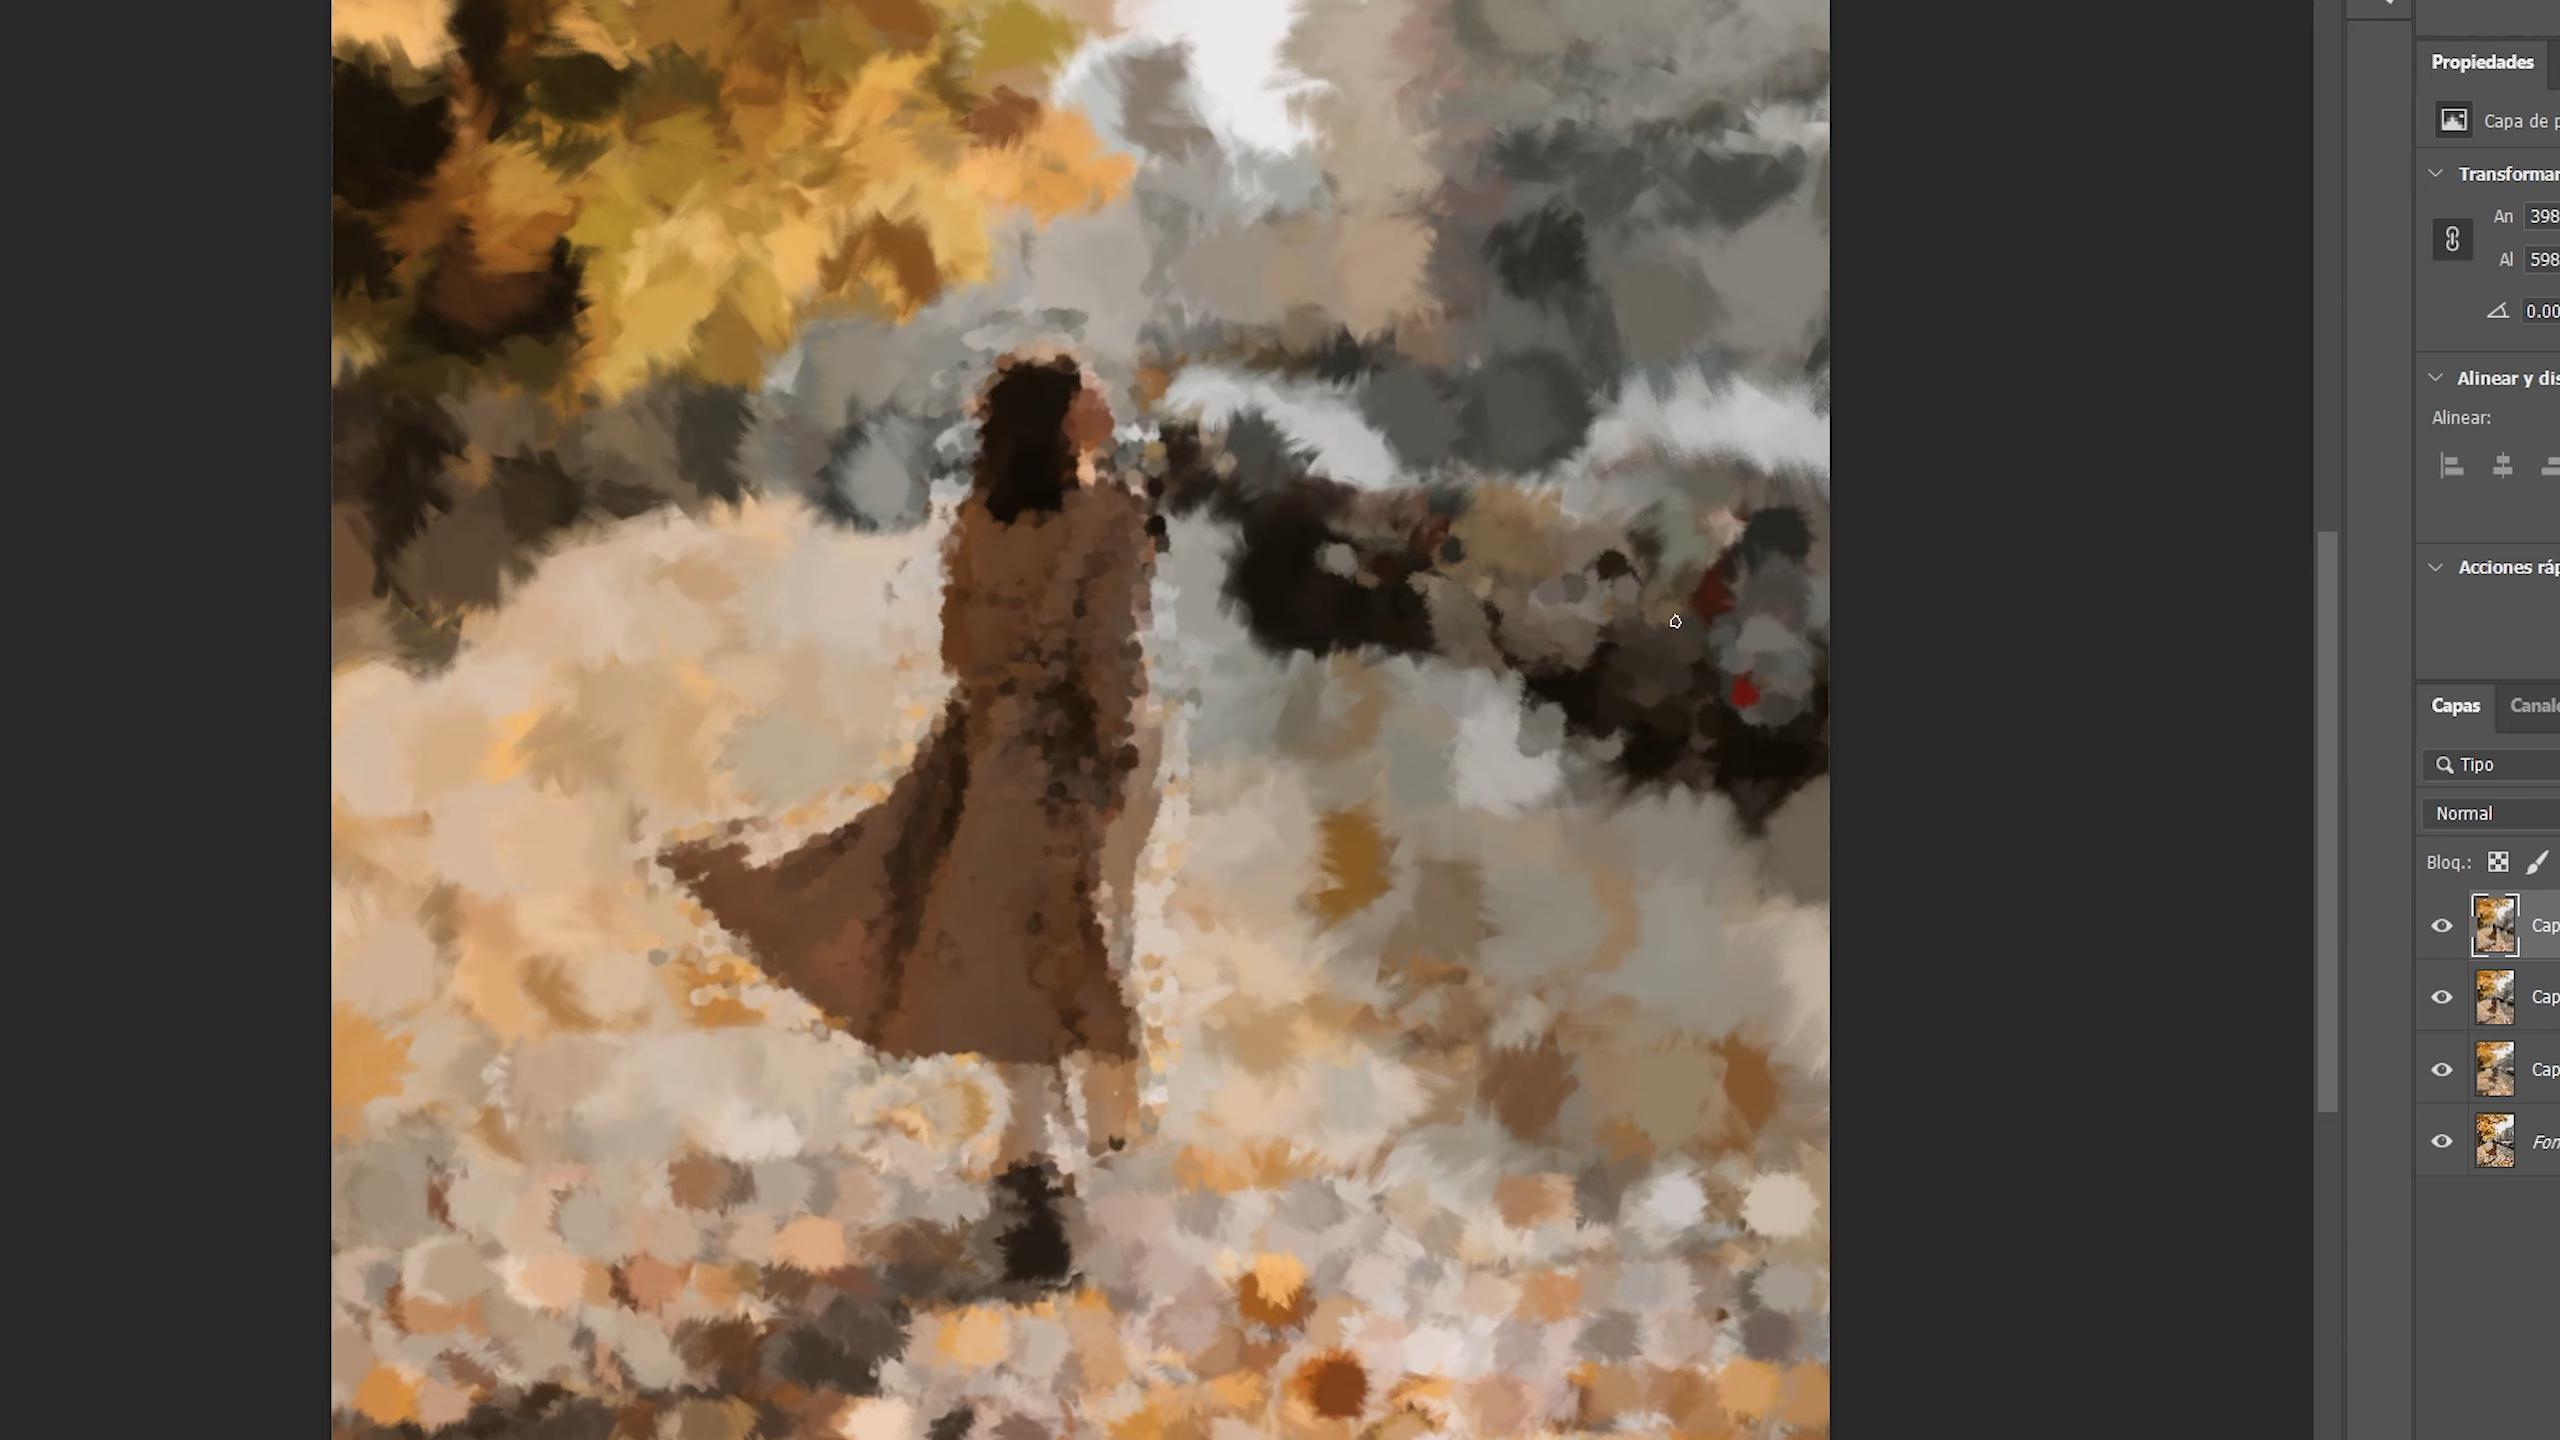 Propiedades
Capa de p
Transformar
An 398
Al 598
0.00
Alinear y dis
Alinear:
Acciones ráp
Capas Canale
Tipo
Normal
Bloq.:
Cap
Cap
Cap
Fon